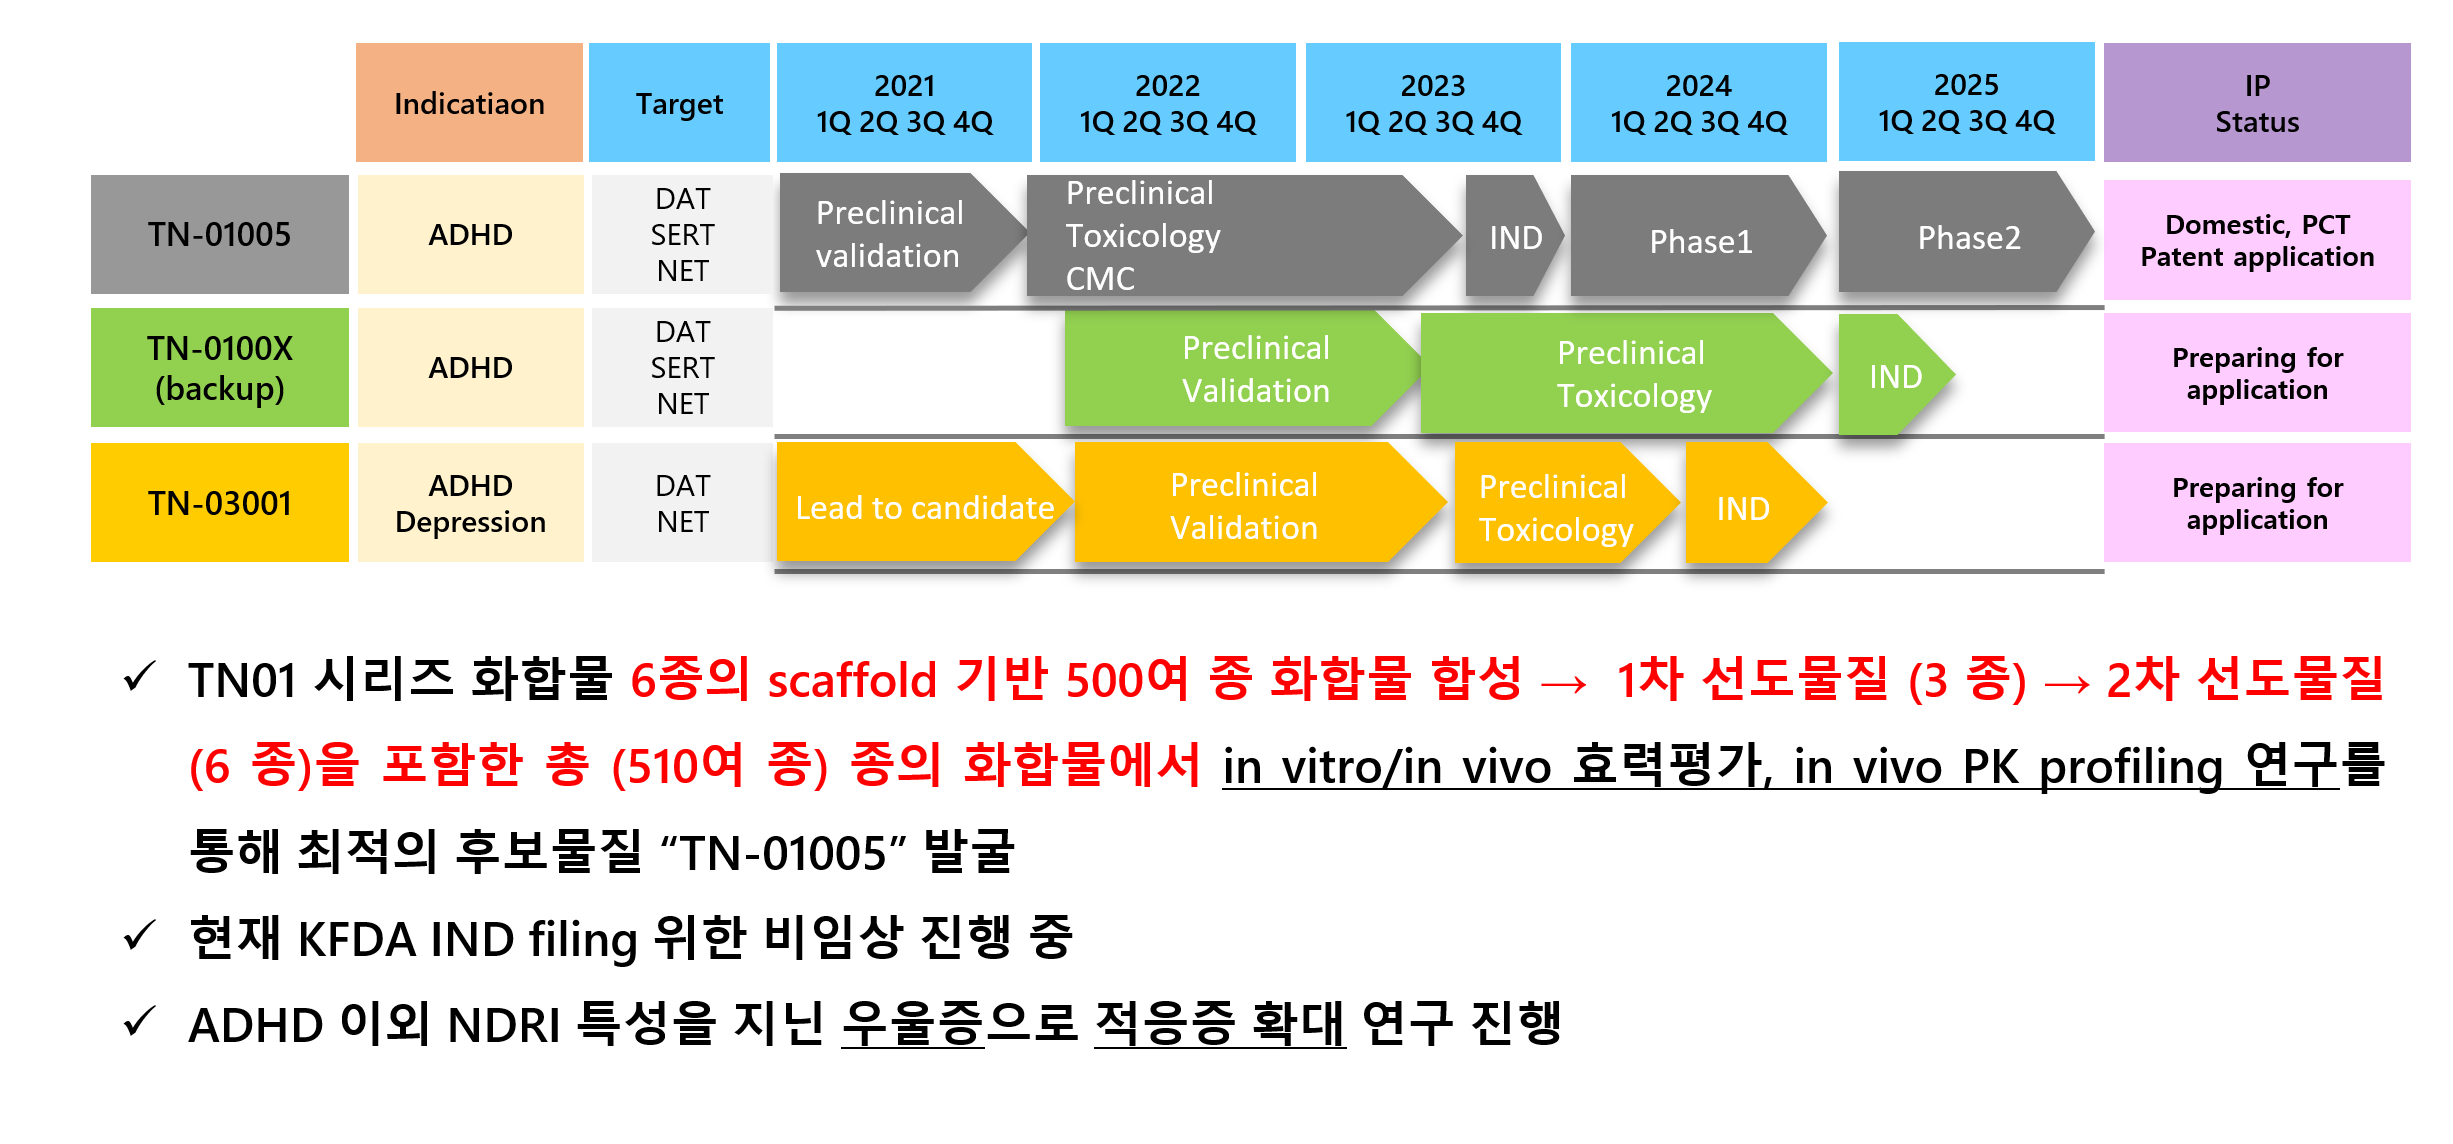 Indicatiaon
Target
2021
1Q 2Q 3Q 4Q
2022
1Q 2Q 3Q 4Q
2023
1Q 2Q 3Q 4Q
2024
1Q 2Q 3Q 4Q
2025
1Q 2Q 3Q 4Q
IP
Status
TN-01005
ADHD
DAT
SERT
NET
Preclinical
validation
Preclinical
Toxicology
CMC
IND
Phase1
Phase2
Domestic, PCT
Patent application
TN-0100X
(backup)
ADHD
DAT
SERT
NET
Preclinical
Validation
Preclinical
Toxicology
IND
Preparing for
application
TN-03001
ADHD
Depression
DAT
NET
Lead to candidate
Preclinical
Validation
Preclinical
Toxicology
IND
Preparing for
application
✓ TN01 시리즈 화합물 6종의 scaffold 기반 500여 종 화합물 합성 → 1차 선도물질 (3 종) → 2차 선도물질
(6 종)을 포함한 총 (510여 종) 종의 화합물에서 in vitro/in vivo 효력평가, in vivo PK profiling 연구를
통해 최적의 후보물질 “TN-01005” 발굴
✓ 현재 KFDA IND filing 위한 비임상 진행 중
✓ ADHD 이외 NDRI 특성을 지닌 우울증으로 적응증 확대 연구 진행